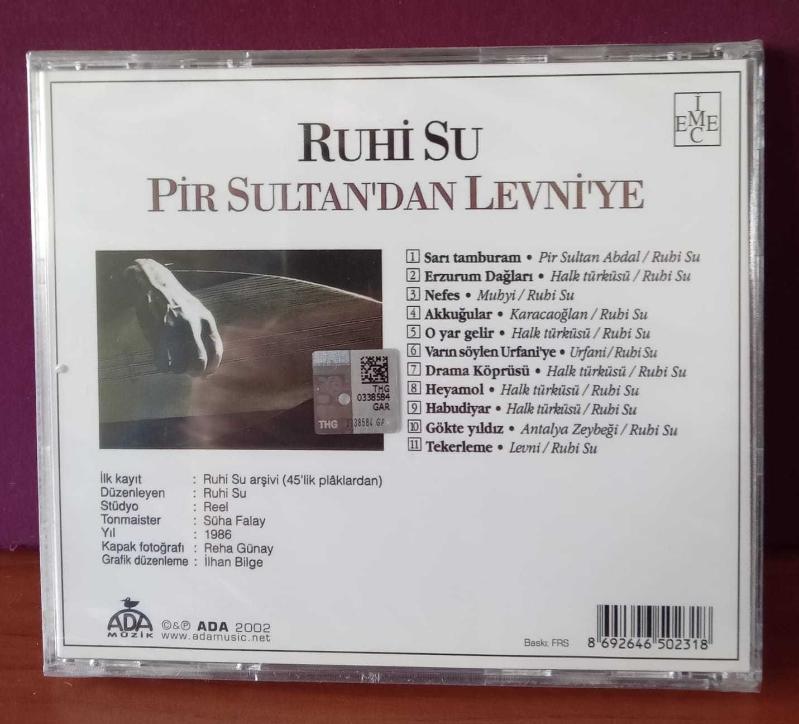 İ
EMEC
C
RUHİ SU
PİR SULTAN'DAN LEVNİ'YE
1 Sarı tamburam • Pir Sultan Abdal / Ruhi Su
2 Erzurum Dağları • Halk türküsü / Ruhi Su
3 Nefes • Muhyi / Ruhi Su
4 Akkuğular • Karacaoğlan / Ruhi Su
5 O yar gelir • Halk türküsü / Ruhi Su
6 Varın söylen Urfani'ye • Urfani / Ruhi Su
7 Drama Köprüsü • Halk türküsü / Ruhi Su
8 Heyamol • Halk türküsü / Ruhi Su
9 Habudiyar • Halk türküsü / Ruhi Su
10 Gökte yıldız • Antalya Zeybeği / Ruhi Su
11 Tekerleme • Levni / Ruhi Su
THG
0338584
GAR
THG
38584 GA
İlk kayıt : Ruhi Su arşivi (45'lik plâklardan)
Düzenleyen : Ruhi Su
Stüdyo : Reel
Tonmaister : Süha Falay
Yıl : 1986
Kapak fotoğrafı : Reha Günay
Grafik düzenleme : İlhan Bilge
ADA
MÜZİK
©&℗ ADA 2002
www.adamusic.net
Baskı: FRS
8 692646 502318